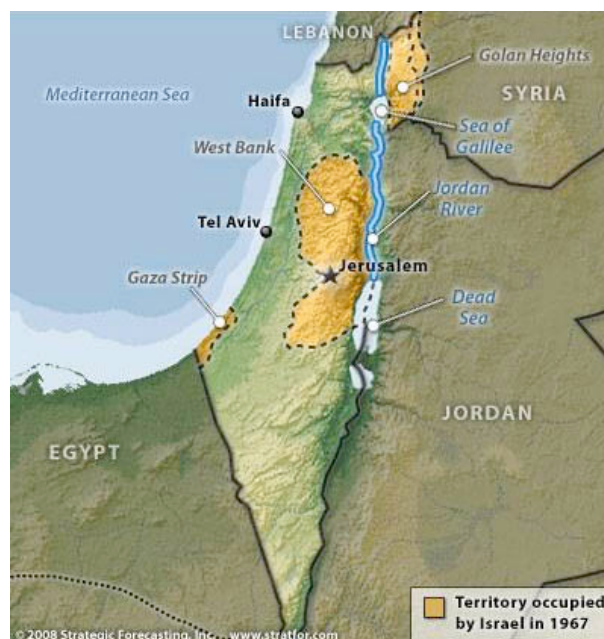 LEBANON
Golan Heights
Mediterranean Sea
SYRIA
Haifa
Sea of
Galilee
West Bank
Jordan
River
Tel Aviv
Jerusalem
Gaza Strip
Dead
Sea
JORDAN
EGYPT
Territory occupied
by Israel in 1967
© 2008 Strategic Forecasting, Inc. www.stratfor.com